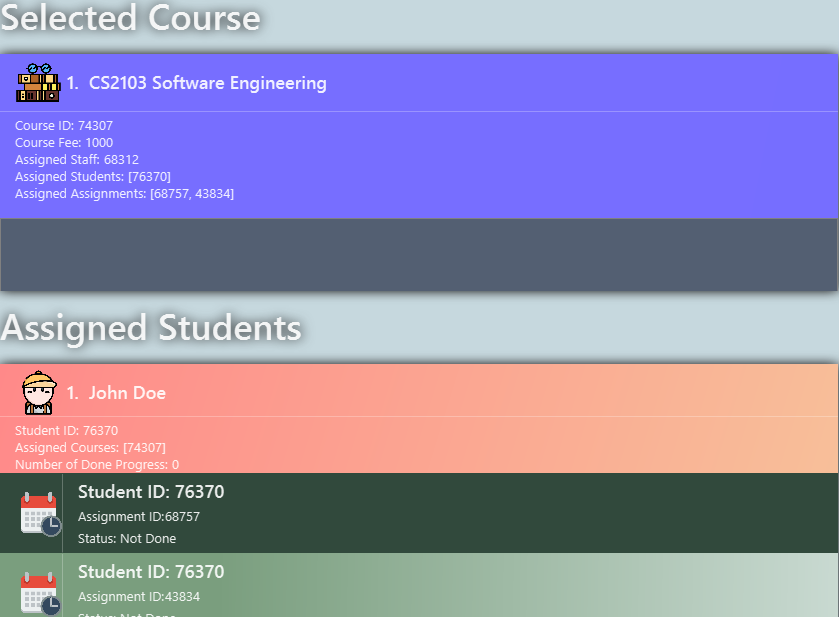 Selected Course
1. CS2103 Software Engineering
Course ID: 74307
Course Fee: 1000
Assigned Staff: 68312
Assigned Students: [76370]
Assigned Assignments: [68757, 43834]
Assigned Students
1. John Doe
Student ID: 76370
Assigned Courses: [74307]
Number of Done Progress: 0
Student ID: 76370
Assignment ID:68757
Status: Not Done
Student ID: 76370
Assignment ID:43834
Status: Not Done